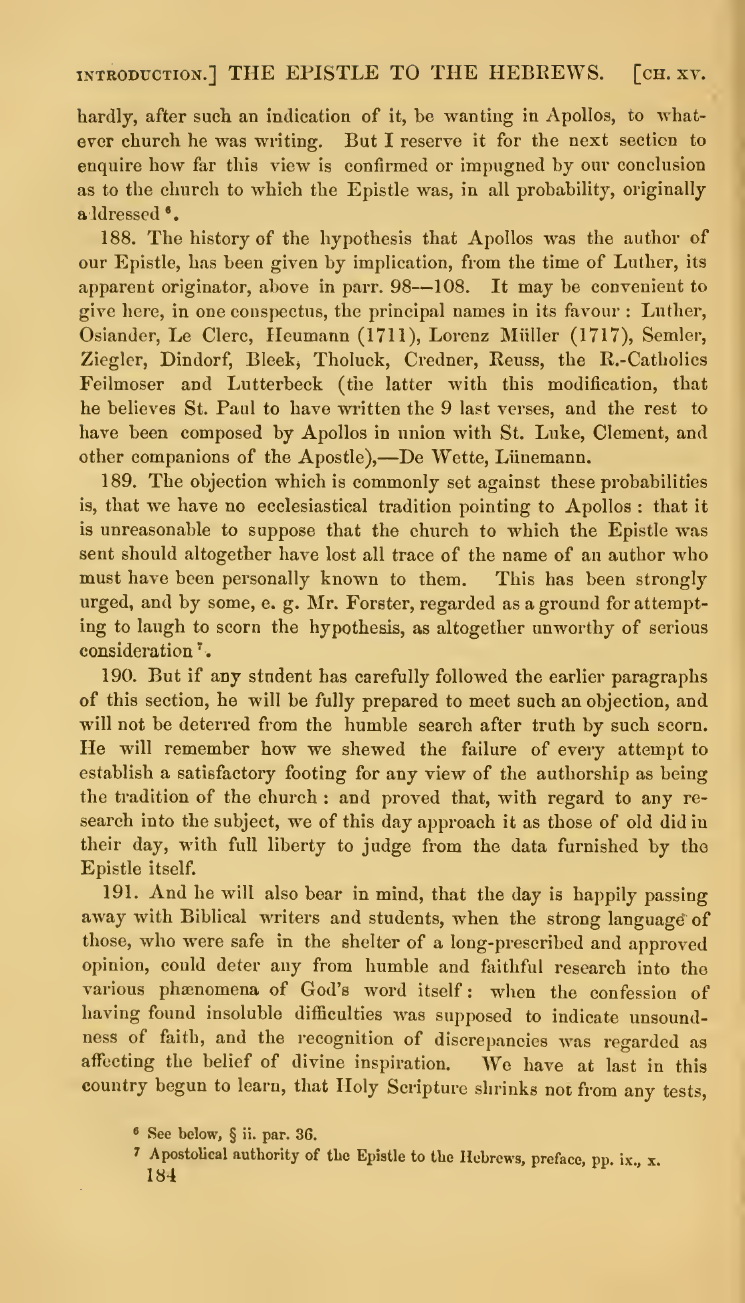 INTRODUCTION.] THE EPISTLE TO THE HEBREWS. [CH. XV.
hardly, after such an indication of it, be wanting in Apollos, to what-
ever church he was writing. But I reserve it for the next section to
enquire how far this view is confirmed or impugned by our conclusion
as to the church to which the Epistle was, in all probability, originally
a ldressed ⁶.
188. The history of the hypothesis that Apollos was the author of
our Epistle, has been given by implication, from the time of Luther, its
apparent originator, above in parr. 98—108. It may be convenient to
give here, in one conspectus, the principal names in its favour : Luther,
Osiander, Le Clerc, Heumann (1711), Lorenz Müller (1717), Semler,
Ziegler, Dindorf, Bleek, Tholuck, Credner, Reuss, the R.-Catholics
Feilmoser and Lutterbeck (the latter with this modification, that
he believes St. Paul to have written the 9 last verses, and the rest to
have been composed by Apollos in union with St. Luke, Clement, and
other companions of the Apostle),—De Wette, Lünemann.
189. The objection which is commonly set against these probabilities
is, that we have no ecclesiastical tradition pointing to Apollos : that it
is unreasonable to suppose that the church to which the Epistle was
sent should altogether have lost all trace of the name of an author who
must have been personally known to them. This has been strongly
urged, and by some, e. g. Mr. Forster, regarded as a ground for attempt-
ing to laugh to scorn the hypothesis, as altogether unworthy of serious
consideration ⁷.
190. But if any student has carefully followed the earlier paragraphs
of this section, he will be fully prepared to meet such an objection, and
will not be deterred from the humble search after truth by such scorn.
He will remember how we shewed the failure of every attempt to
establish a satisfactory footing for any view of the authorship as being
the tradition of the church : and proved that, with regard to any re-
search into the subject, we of this day approach it as those of old did in
their day, with full liberty to judge from the data furnished by the
Epistle itself.
191. And he will also bear in mind, that the day is happily passing
away with Biblical writers and students, when the strong language of
those, who were safe in the shelter of a long-prescribed and approved
opinion, could deter any from humble and faithful research into the
various phænomena of God's word itself : when the confession of
having found insoluble difficulties was supposed to indicate unsound-
ness of faith, and the recognition of discrepancies was regarded as
affecting the belief of divine inspiration. We have at last in this
country begun to learn, that Holy Scripture shrinks not from any tests,
⁶ See below, § ii. par. 36.
⁷ Apostolical authority of the Epistle to the Hebrews, preface, pp. ix., x.
184